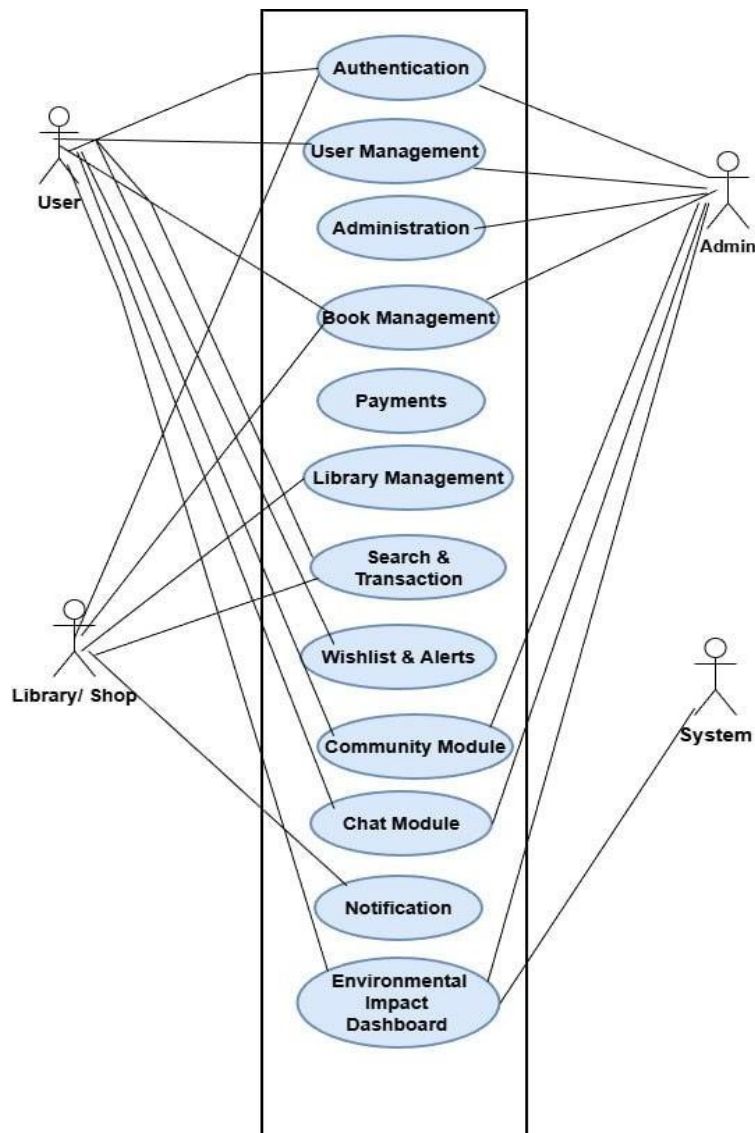 Authentication
User Management
User
Administration
Admin
Book Management
Payments
Library Management
Search &
Transaction
Wishlist & Alerts
Library/ Shop
System
Community Module
Chat Module
Notification
Environmental
Impact
Dashboard